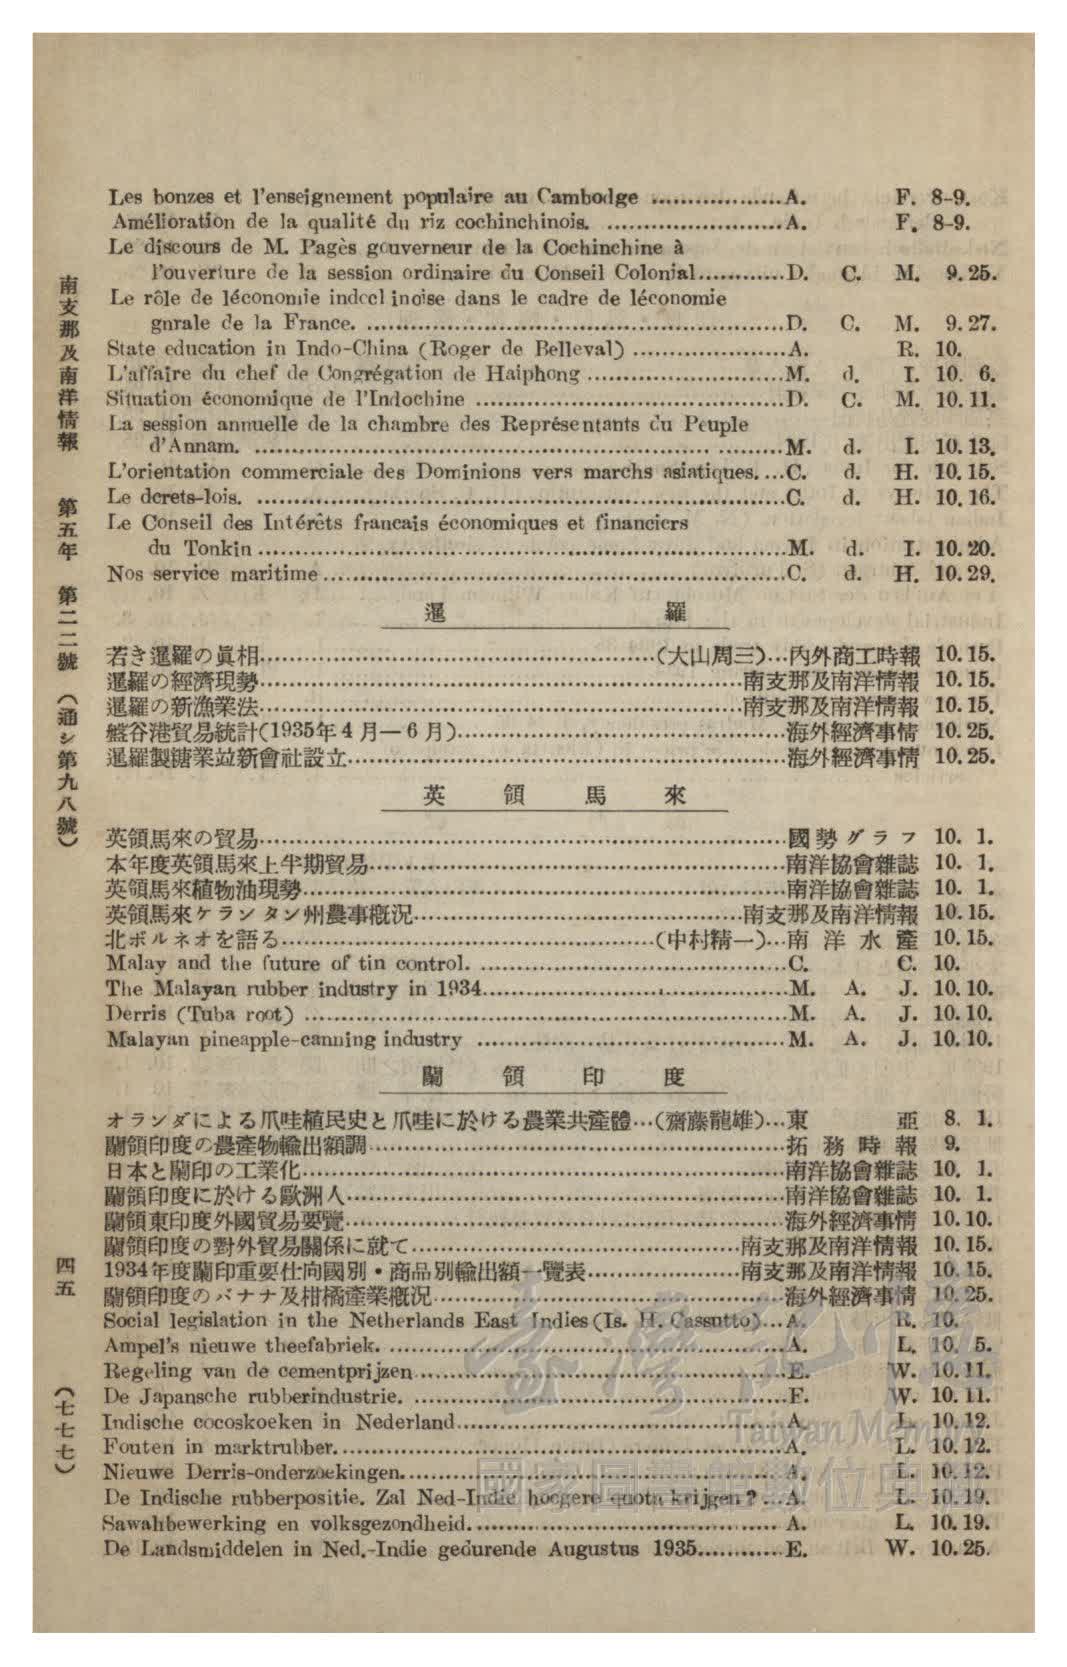 Les bonzes et l'enseignement populaire au Cambodge ..................A. F. 8-9.
Amélioration de la qualité du riz cochinchinois. ........................A. F. 8-9.
Le discours de M. Pagès gouverneur de la Cochinchine à
l'ouverture de la session ordinaire du Conseil Colonial............D. C. M. 9.25.
Le rôle de léconomie indoclinoise dans le cadre de léconomie
gnrale de la France. ..........................................................D. C. M. 9.27.
State education in Indo-China (Roger de Belleval) .....................A. R. 10.
L'affaire du chef de Congrégation de Haiphong ...........................M. d. I. 10. 6.
Situation économique de l'Indochine ..........................................D. C. M. 10.11.
La session annuelle de la chambre des Représentants du Peuple
d'Annam. ..........................................................................M. d. I. 10.13.
L'orientation commerciale des Dominions vers marchs asiatiques. ...C. d. H. 10.15.
Le dcrets-lois. ........................................................................C. d. H. 10.16.
Le Conseil des Intérêts francais économiques et financiers
du Tonkin ........................................................................M. d. I. 10.20.
Nos service maritime ...............................................................C. d. H. 10.29.
暹羅
若き暹羅の眞相......................................................(大山周三)...内外商工時報 10.15.
暹羅の經濟現勢..................................................................南支那及南洋情報 10.15.
暹羅の新漁業法..................................................................南支那及南洋情報 10.15.
盤谷港貿易統計(1935年4月—6月).............................................海外經濟事情 10.25.
暹羅製糖業竝新會社設立............................................................海外經濟事情 10.25.
英領馬來
英領馬來の貿易........................................................................國勢グラフ 10. 1.
本年度英領馬來上半期貿易.........................................................南洋協會雜誌 10. 1.
英領馬來植物油現勢..................................................................南洋協會雜誌 10. 1.
英領馬來ケランタン州農事概況.............................................南支那及南洋情報 10.15.
北ボルネオを語る...................................................(中村精一)...南洋水產 10.15.
Malay and the future of tin control. ..........................................C. C. 10.
The Malayan rubber industry in 1934.........................................M. A. J. 10.10.
Derris (Tuba root) ..................................................................M. A. J. 10.10.
Malayan pineapple-canning industry ..........................................M. A. J. 10.10.
蘭領印度
オランダによる爪哇植民史と爪哇に於ける農業共產體...(齋藤龍雄)...東亞 8. 1.
蘭領印度の農產物輸出額調.........................................................拓務時報 9.
日本と蘭印の工業化..................................................................南洋協會雜誌 10. 1.
蘭領印度に於ける歐洲人............................................................南洋協會雜誌 10. 1.
蘭領東印度外國貿易要覽............................................................海外經濟事情 10.10.
蘭領印度の對外貿易關係に就て.............................................南支那及南洋情報 10.15.
1934年度蘭印重要仕向國別・商品別輸出額一覽表.....................南支那及南洋情報 10.15.
蘭領印度のバナナ及柑橘產業概況................................................海外經濟事情 10.25.
Social legislation in the Netherlands East Indies(Is. H. Cassutto)...A. R. 10.
Ampel's nieuwe theefabriek. ......................................................A. L. 10. 5.
Regeling van de cementprijzen...................................................E. W. 10.11.
De Japansche rubberindustrie. ...................................................E. W. 10.11.
Indische cocoskoeken in Nederland.............................................A. L. 10.12.
Fouten in marktrubber...............................................................A. L. 10.12.
Nieuwe Derris-onderzoekingen...................................................A. L. 10.12.
De Indische rubberpositie. Zal Ned-Indie hoogere quota krijgen? ...A. L. 10.19.
Sawahbewerking en volksgezondheid..........................................A. L. 10.19.
De Landsmiddelen in Ned.-Indie gedurende Augustus 1935............E. W. 10.25.
南支那及南洋情報 第五年 第二二號 (通シ第九八號)
四五
(七七七)
臺灣記憶
Taiwan Memory
國家圖書館數位典藏